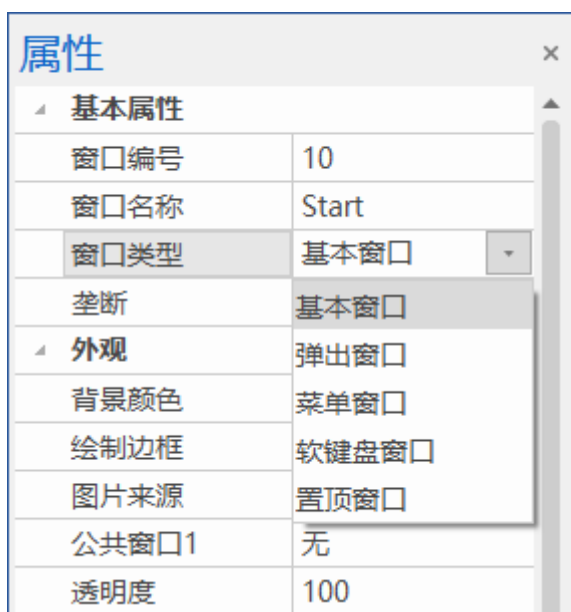 属性
基本属性
窗口编号 10
窗口名称 Start
窗口类型 基本窗口
垄断 基本窗口
外观 弹出窗口
背景颜色 菜单窗口
绘制边框 软键盘窗口
图片来源 置顶窗口
公共窗口1 无
透明度 100